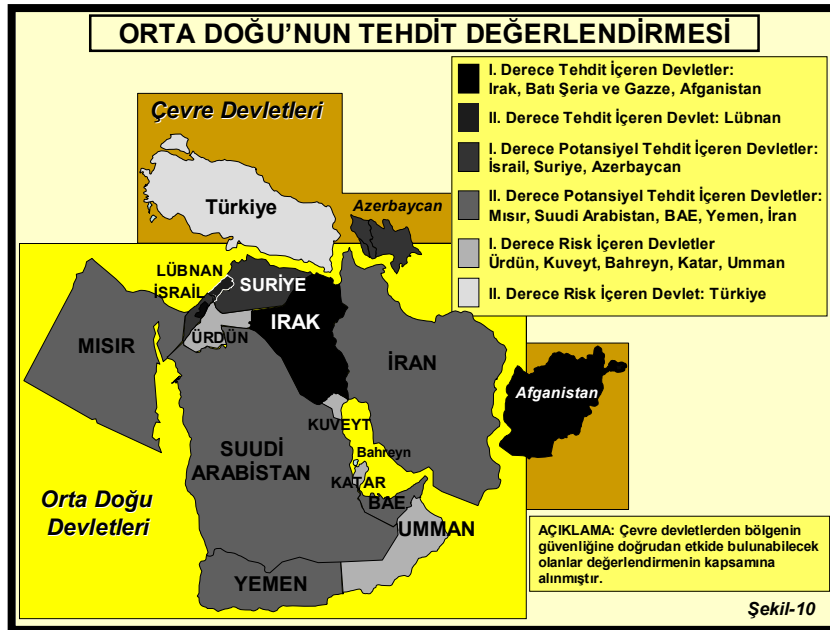 ORTA DOĞU'NUN TEHDİT DEĞERLENDİRMESİ
I. Derece Tehdit İçeren Devletler:
Irak, Batı Şeria ve Gazze, Afganistan
II. Derece Tehdit İçeren Devlet: Lübnan
I. Derece Potansiyel Tehdit İçeren Devletler:
İsrail, Suriye, Azerbaycan
II. Derece Potansiyel Tehdit İçeren Devletler:
Mısır, Suudi Arabistan, BAE, Yemen, İran
I. Derece Risk İçeren Devletler
Ürdün, Kuveyt, Bahreyn, Katar, Umman
II. Derece Risk İçeren Devlet: Türkiye
Çevre Devletleri
Türkiye
Azerbaycan
LÜBNAN
SURİYE
İSRAİL
IRAK
ÜRDÜN
MISIR
İRAN
Afganistan
KUVEYT
SUUDİ
ARABİSTAN
Bahreyn
KATAR
BAE
Orta Doğu
Devletleri
UMMAN
YEMEN
AÇIKLAMA: Çevre devletlerden bölgenin
güvenliğine doğrudan etkide bulunabilecek
olanlar değerlendirmenin kapsamına
alınmıştır.
Şekil-10